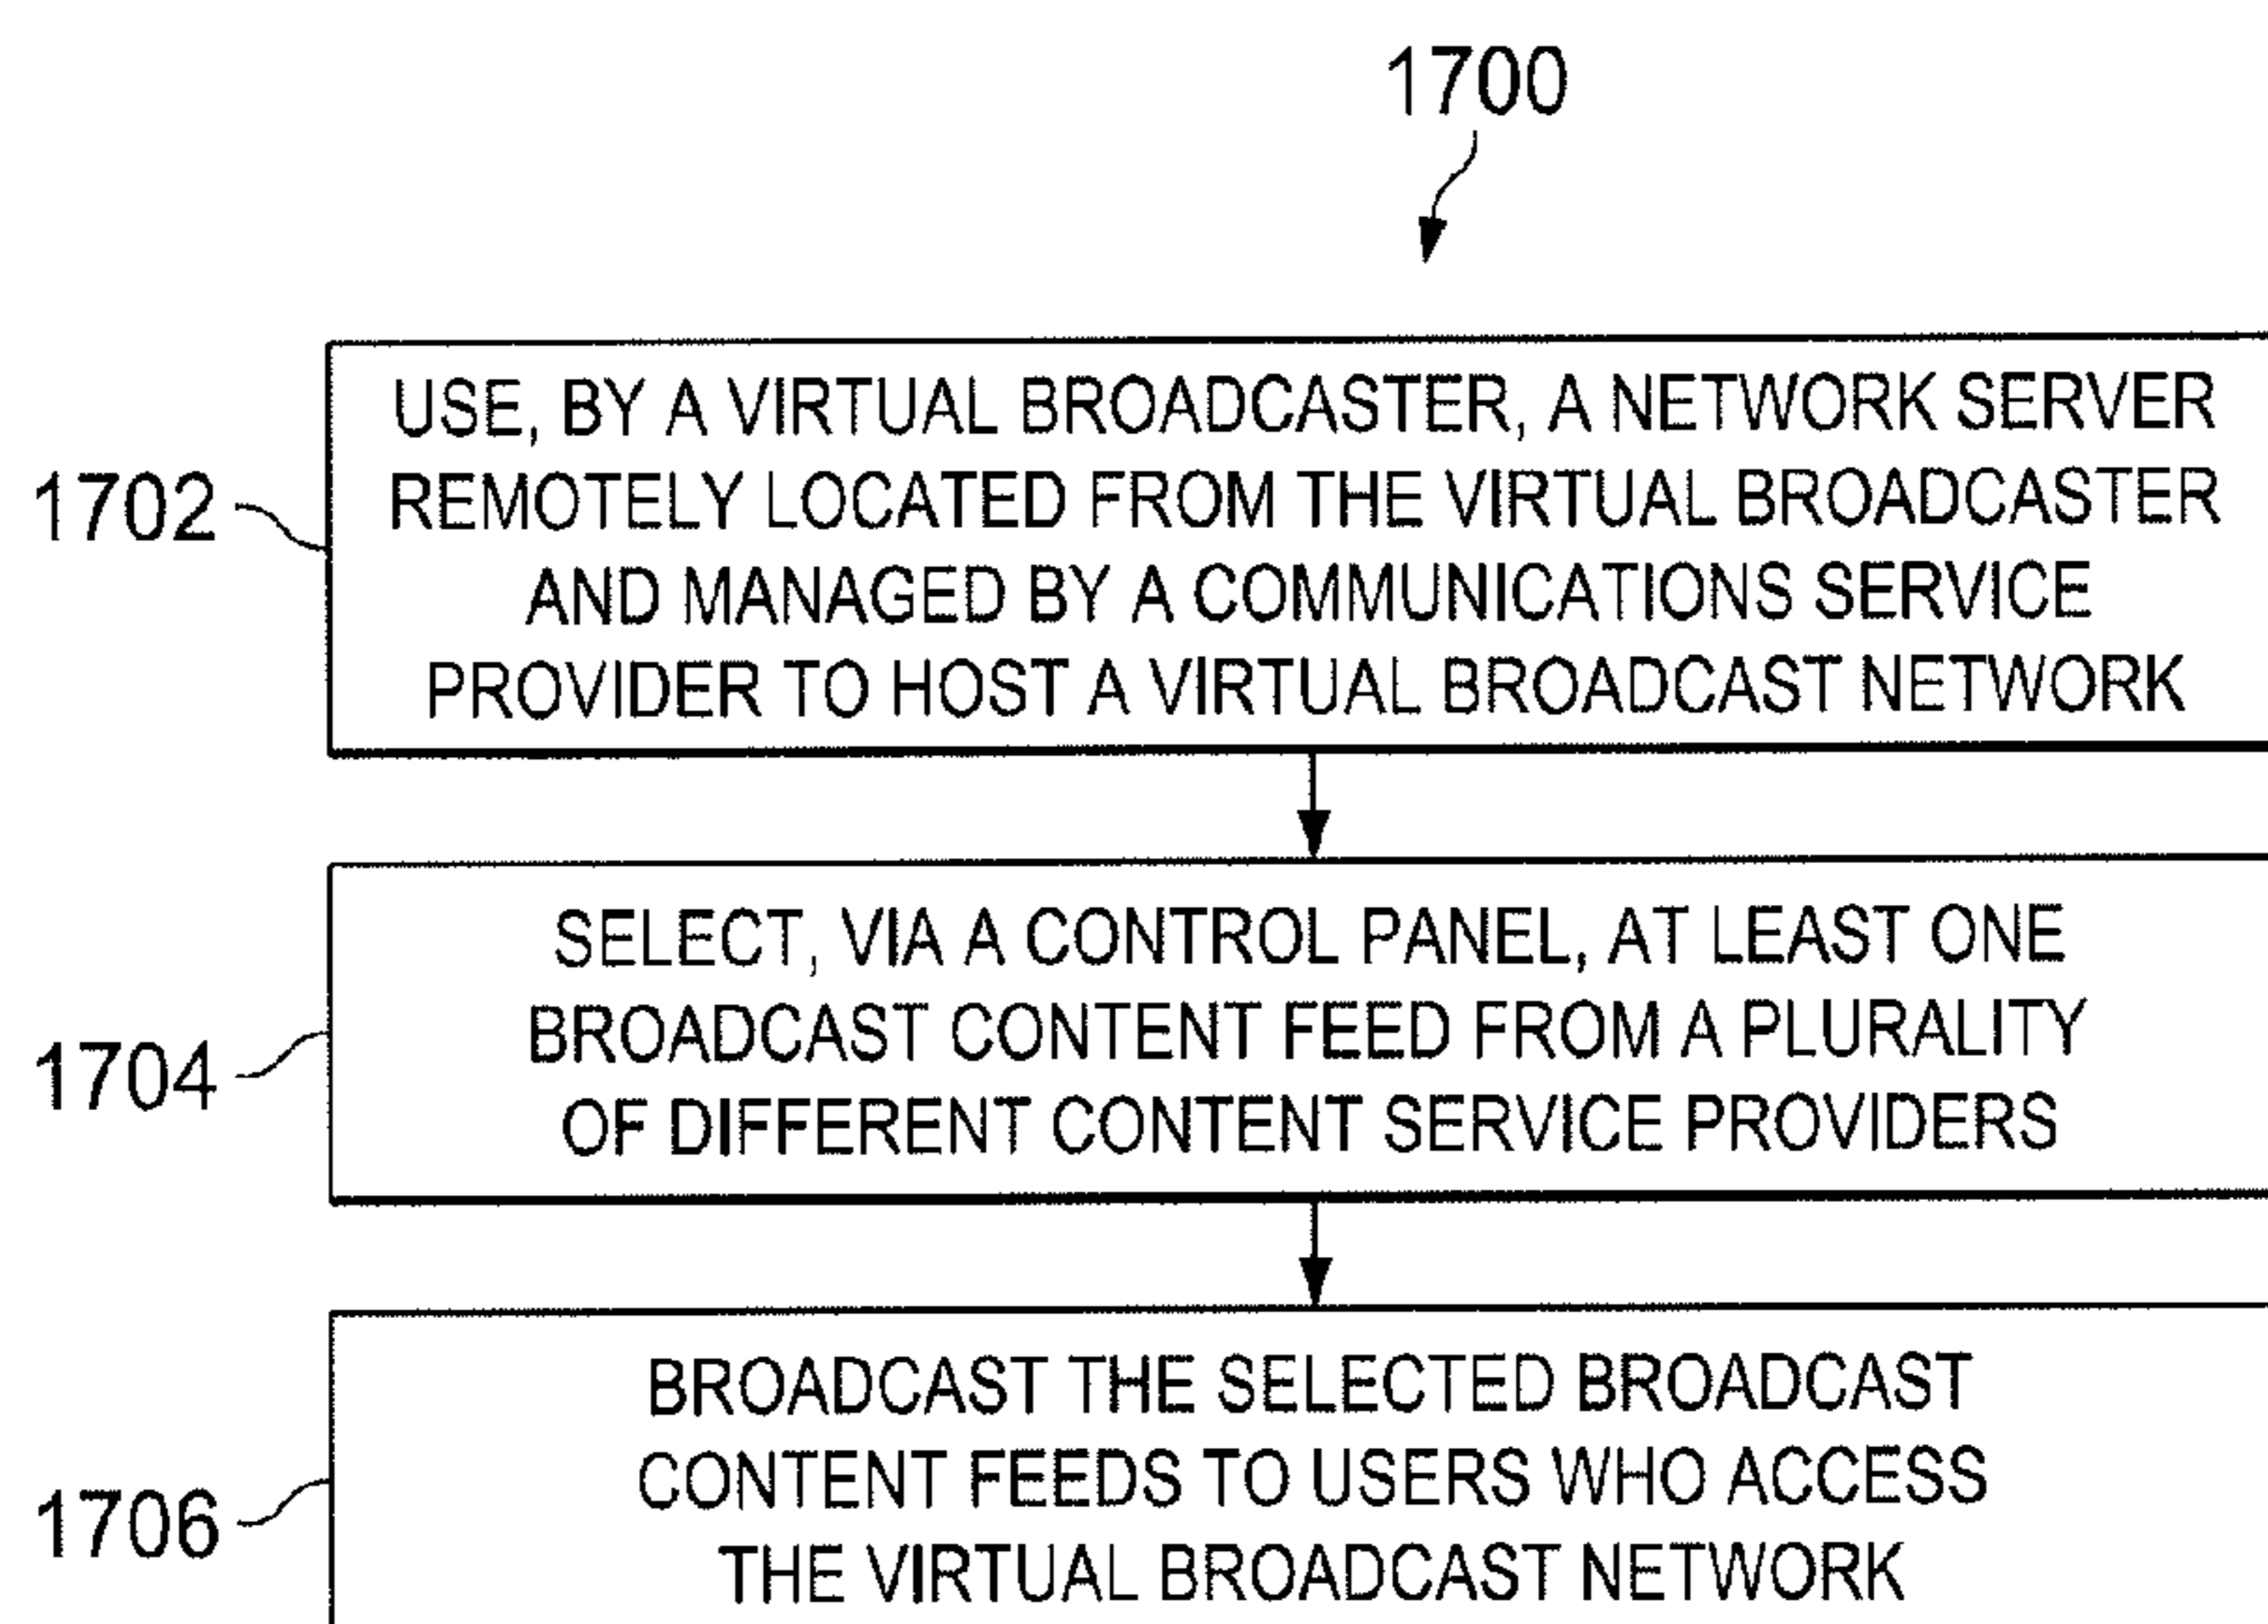 1700
1702
USE, BY A VIRTUAL BROADCASTER, A NETWORK SERVER
REMOTELY LOCATED FROM THE VIRTUAL BROADCASTER
AND MANAGED BY A COMMUNICATIONS SERVICE
PROVIDER TO HOST A VIRTUAL BROADCAST NETWORK
1704
SELECT, VIA A CONTROL PANEL, AT LEAST ONE
BROADCAST CONTENT FEED FROM A PLURALITY
OF DIFFERENT CONTENT SERVICE PROVIDERS
1706
BROADCAST THE SELECTED BROADCAST
CONTENT FEEDS TO USERS WHO ACCESS
THE VIRTUAL BROADCAST NETWORK